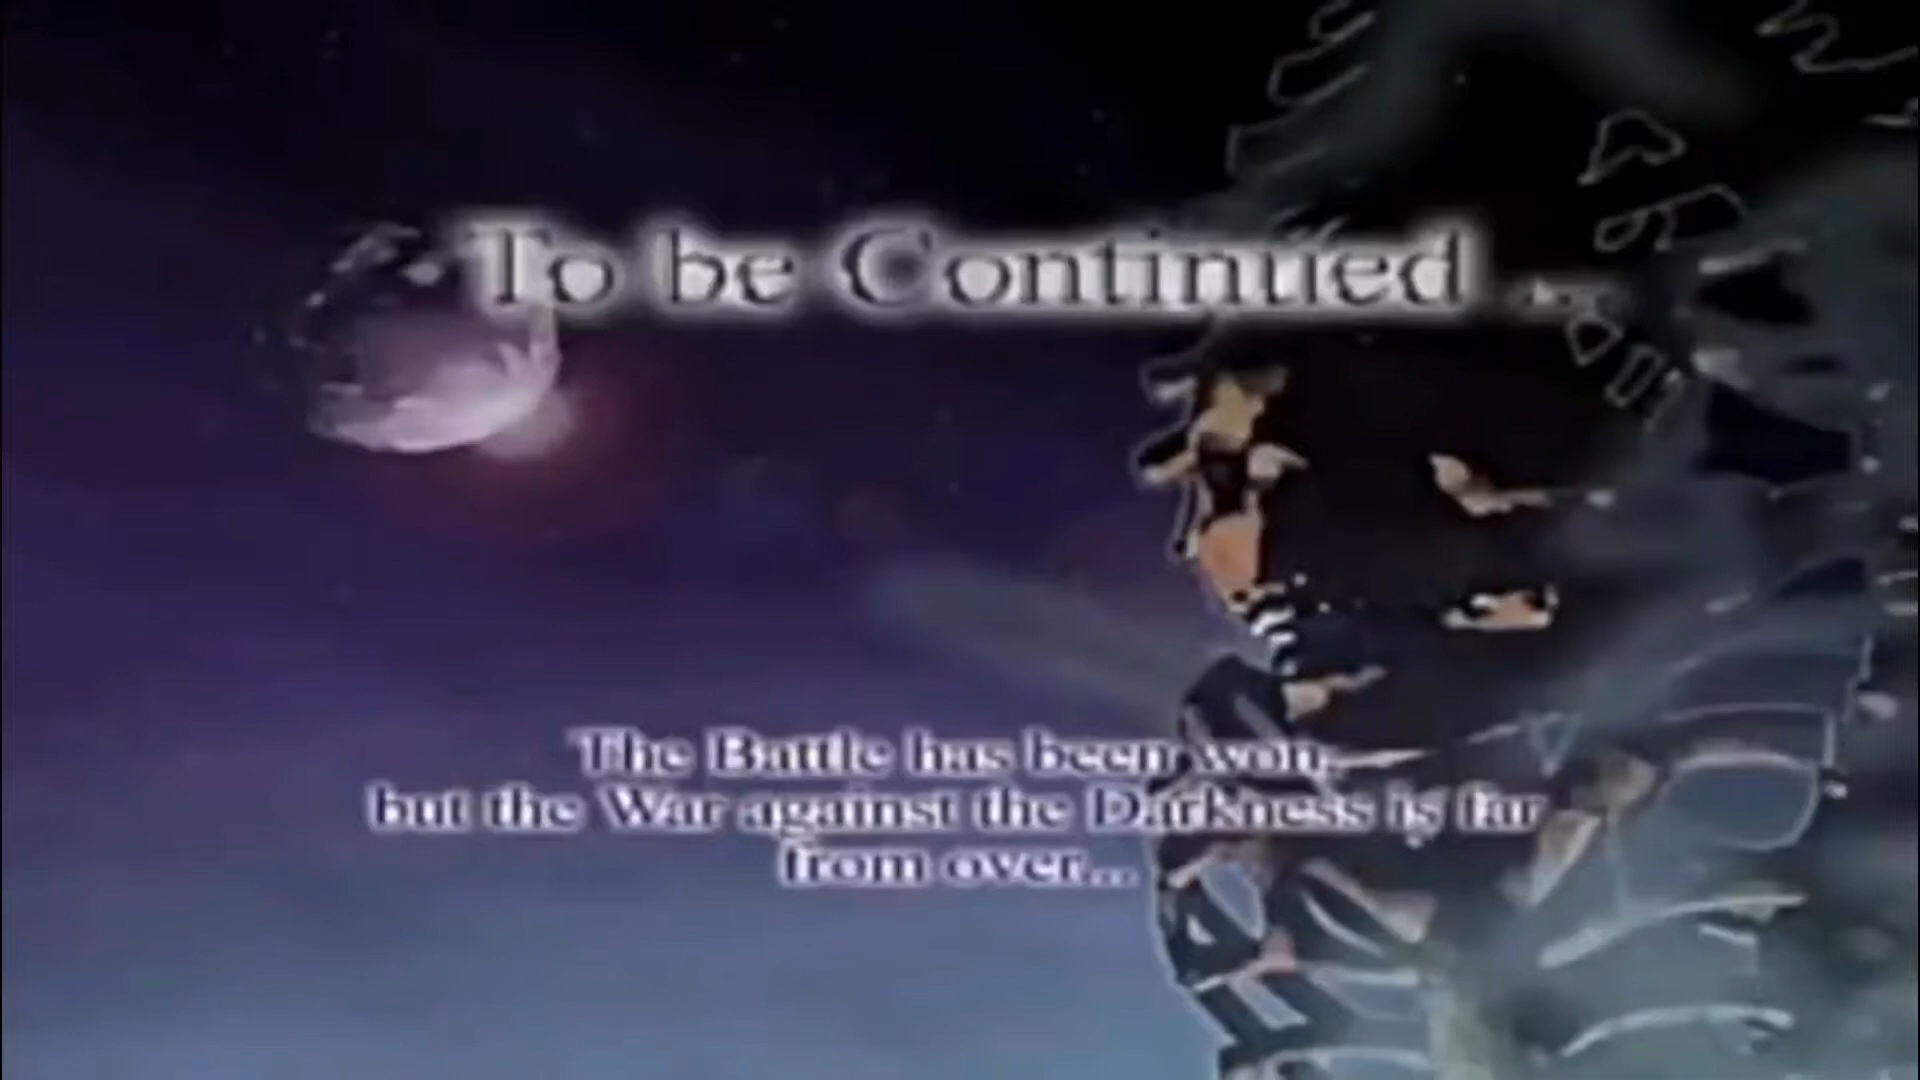 To be Continued ...
The Battle has been won,
but the War against the Darkness is far
from over...